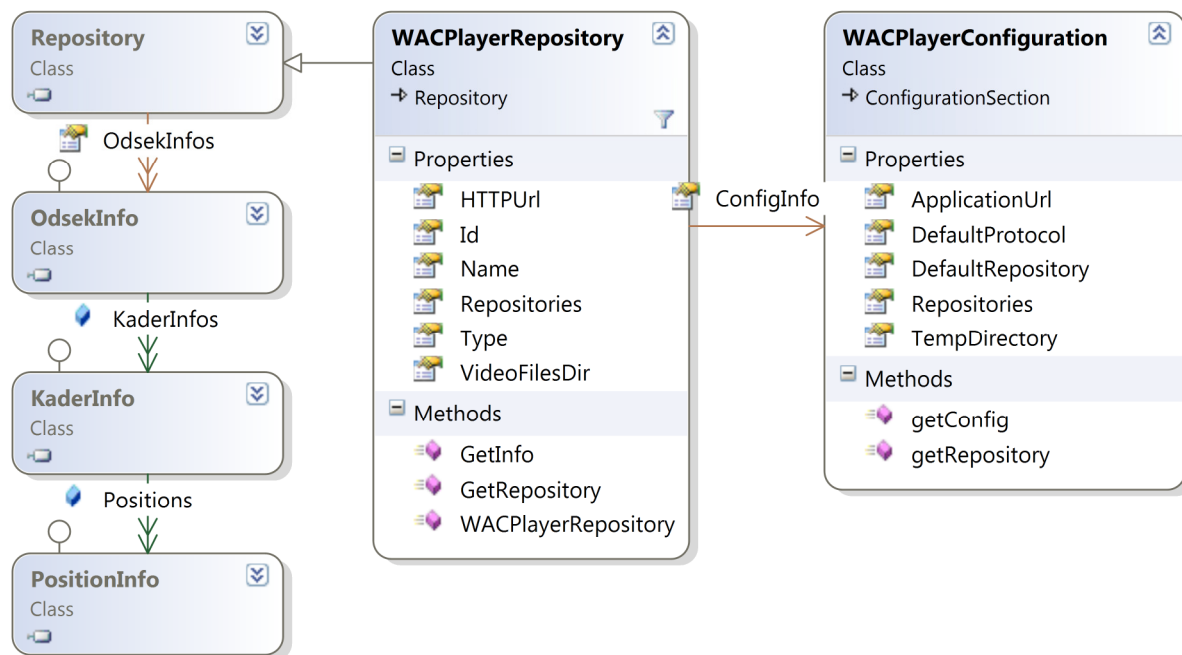 Repository
Class
OdsekInfos
OdsekInfo
Class
KaderInfos
KaderInfo
Class
Positions
PositionInfo
Class
WACPlayerRepository
Class
Repository
Properties
HTTPUrl
Id
Name
Repositories
Type
VideoFilesDir
Methods
GetInfo
GetRepository
WACPlayerRepository
ConfigInfo
WACPlayerConfiguration
Class
ConfigurationSection
Properties
ApplicationUrl
DefaultProtocol
DefaultRepository
Repositories
TempDirectory
Methods
getConfig
getRepository